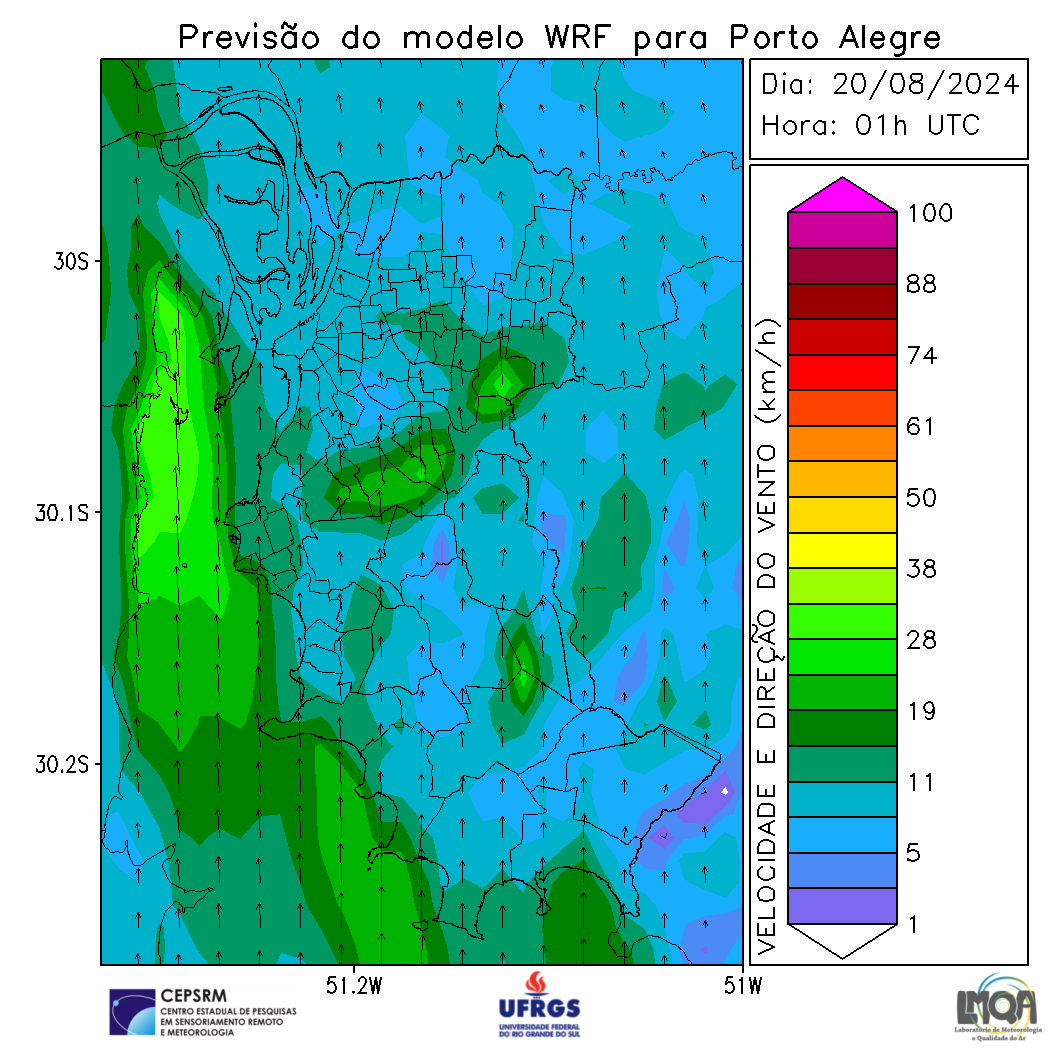 Previsão do modelo WRF para Porto Alegre
Dia: 20/08/2024
Hora: 01h UTC
30S
30.1S
30.2S
51.2W
51W
VELOCIDADE E DIREÇÃO DO VENTO (km/h)
100
88
74
61
50
38
28
19
11
5
1
CEPSRM
CENTRO ESTADUAL DE PESQUISAS
EM SENSORIAMENTO REMOTO
E METEOROLOGIA
UFRGS
UNIVERSIDADE FEDERAL
DO RIO GRANDE DO SUL
LMQA
Laboratório de Meteorologia
e Qualidade do Ar